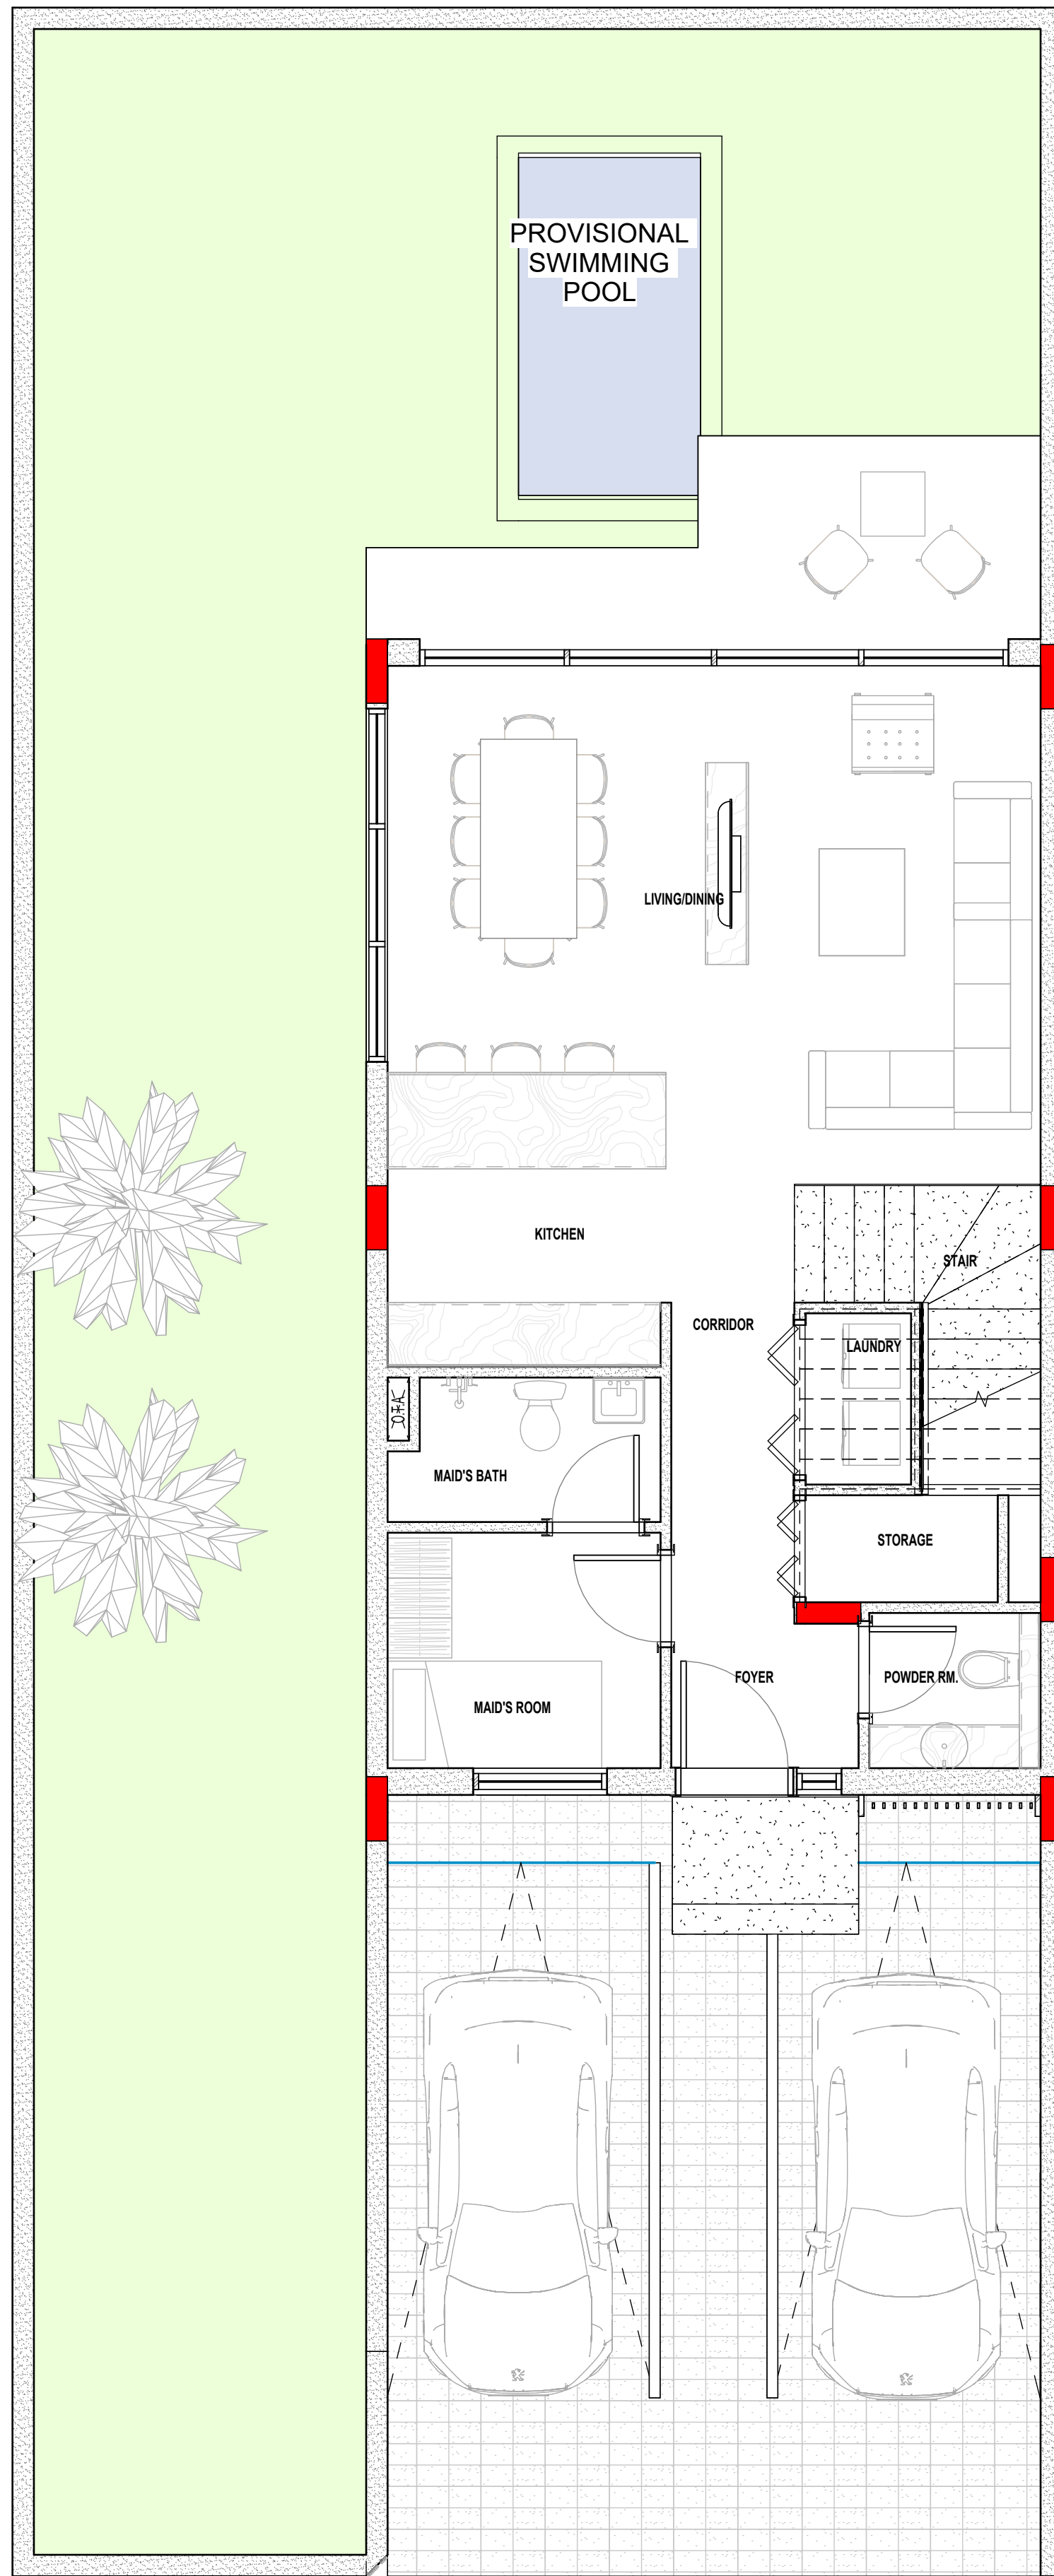 PROVISIONAL
SWIMMING
POOL
LIVING/DINING
KITCHEN
STAIR
CORRIDOR
LAUNDRY
O.T.A
MAID'S BATH
STORAGE
FOYER
POWDER RM.
MAID'S ROOM